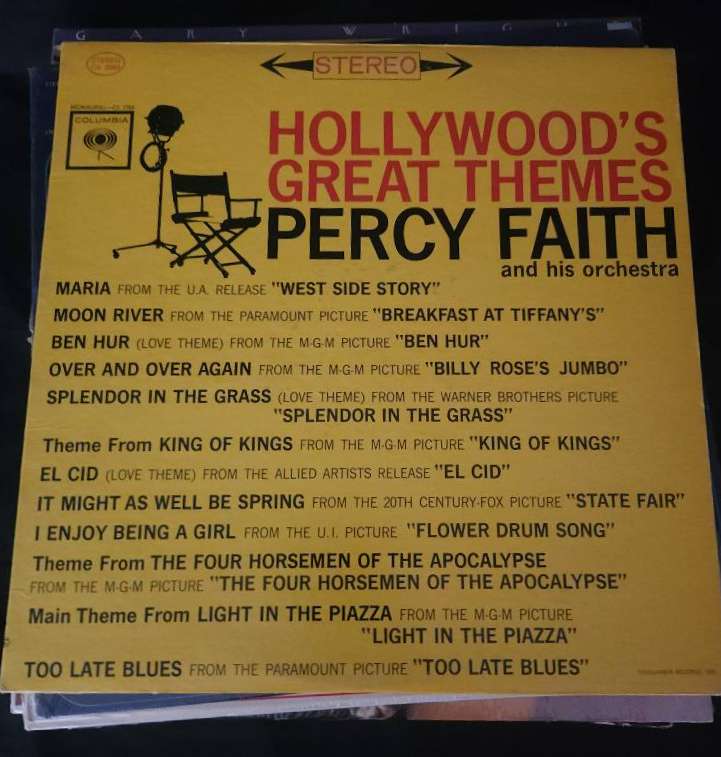 GARY WRIGH
STEREO
COLUMBIA
HOLLYWOOD'S
GREAT THEMES
PERCY FAITH
and his orchestra
MARIA FROM THE U.A. RELEASE "WEST SIDE STORY"
MOON RIVER FROM THE PARAMOUNT PICTURE "BREAKFAST AT TIFFANY'S"
BEN HUR (LOVE THEME) FROM THE M-G-M PICTURE "BEN HUR"
OVER AND OVER AGAIN FROM THE M-G-M PICTURE "BILLY ROSE'S JUMBO"
SPLENDOR IN THE GRASS (LOVE THEME) FROM THE WARNER BROTHERS PICTURE
"SPLENDOR IN THE GRASS"
Theme From KING OF KINGS FROM THE M-G-M PICTURE "KING OF KINGS"
EL CID (LOVE THEME) FROM THE ALLIED ARTISTS RELEASE "EL CID"
IT MIGHT AS WELL BE SPRING FROM THE 20TH CENTURY-FOX PICTURE "STATE FAIR"
I ENJOY BEING A GIRL FROM THE U.I. PICTURE "FLOWER DRUM SONG"
Theme From THE FOUR HORSEMEN OF THE APOCALYPSE
FROM THE M-G-M PICTURE "THE FOUR HORSEMEN OF THE APOCALYPSE"
Main Theme From LIGHT IN THE PIAZZA FROM THE M-G-M PICTURE
"LIGHT IN THE PIAZZA"
TOO LATE BLUES FROM THE PARAMOUNT PICTURE "TOO LATE BLUES"